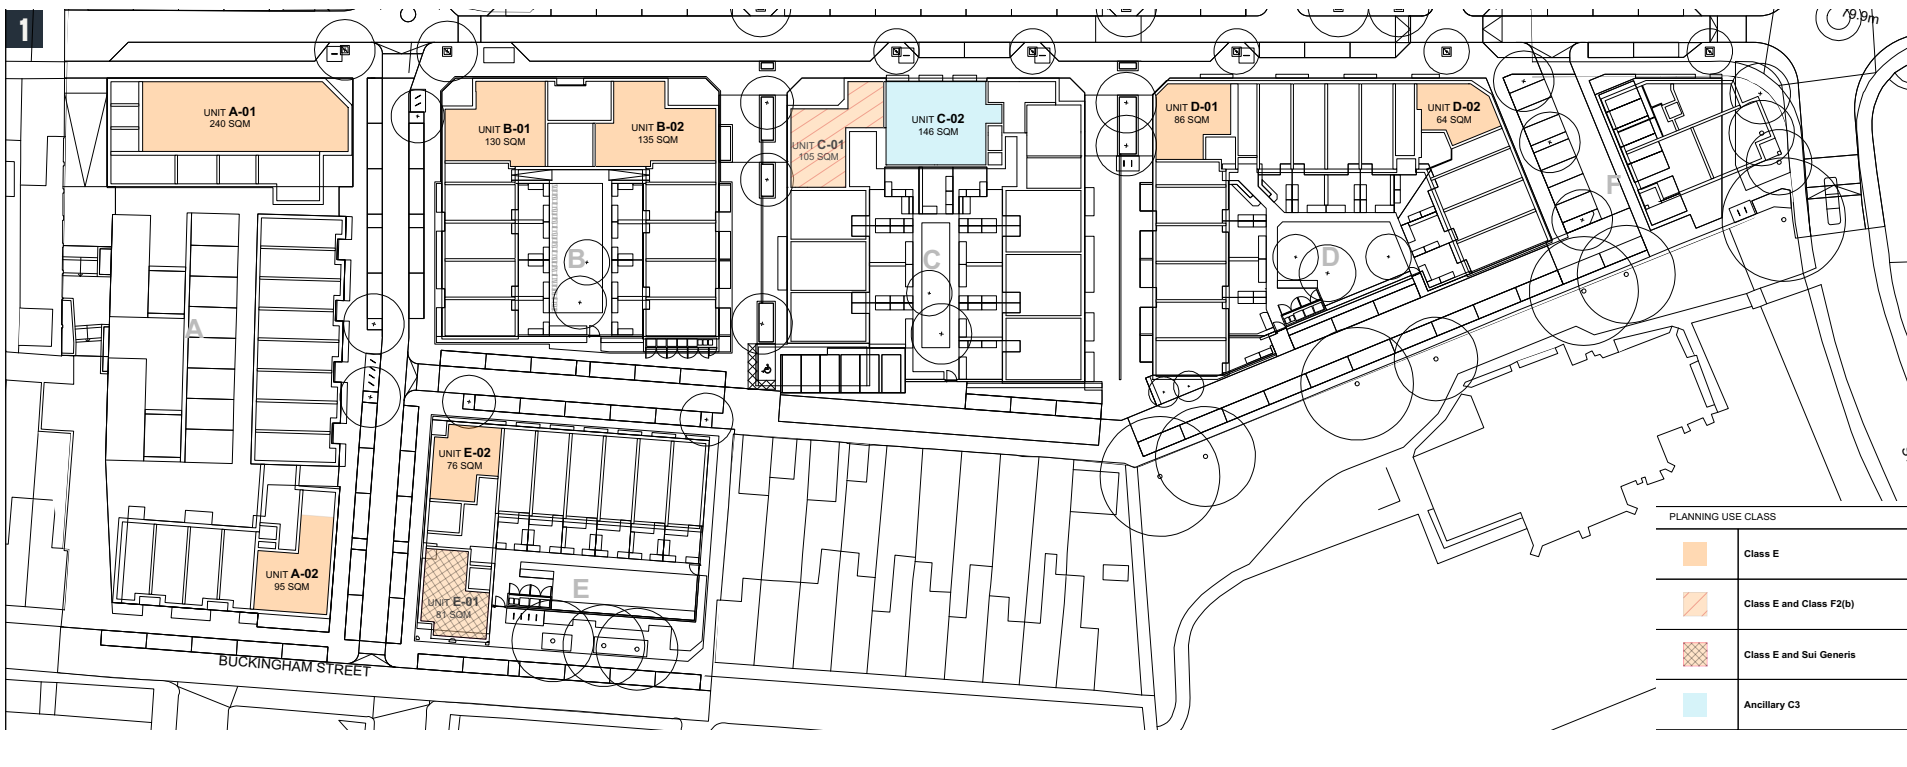 1
79.9m
UNIT A-01
240 SQM
UNIT B-01
130 SQM
UNIT B-02
135 SQM
UNIT C-01
105 SQM
UNIT C-02
146 SQM
UNIT D-01
86 SQM
UNIT D-02
64 SQM
A
B
C
D
F
UNIT E-02
76 SQM
UNIT A-02
95 SQM
UNIT E-01
81 SQM
E
BUCKINGHAM STREET
PLANNING USE CLASS
Class E
Class E and Class F2(b)
Class E and Sui Generis
Ancillary C3